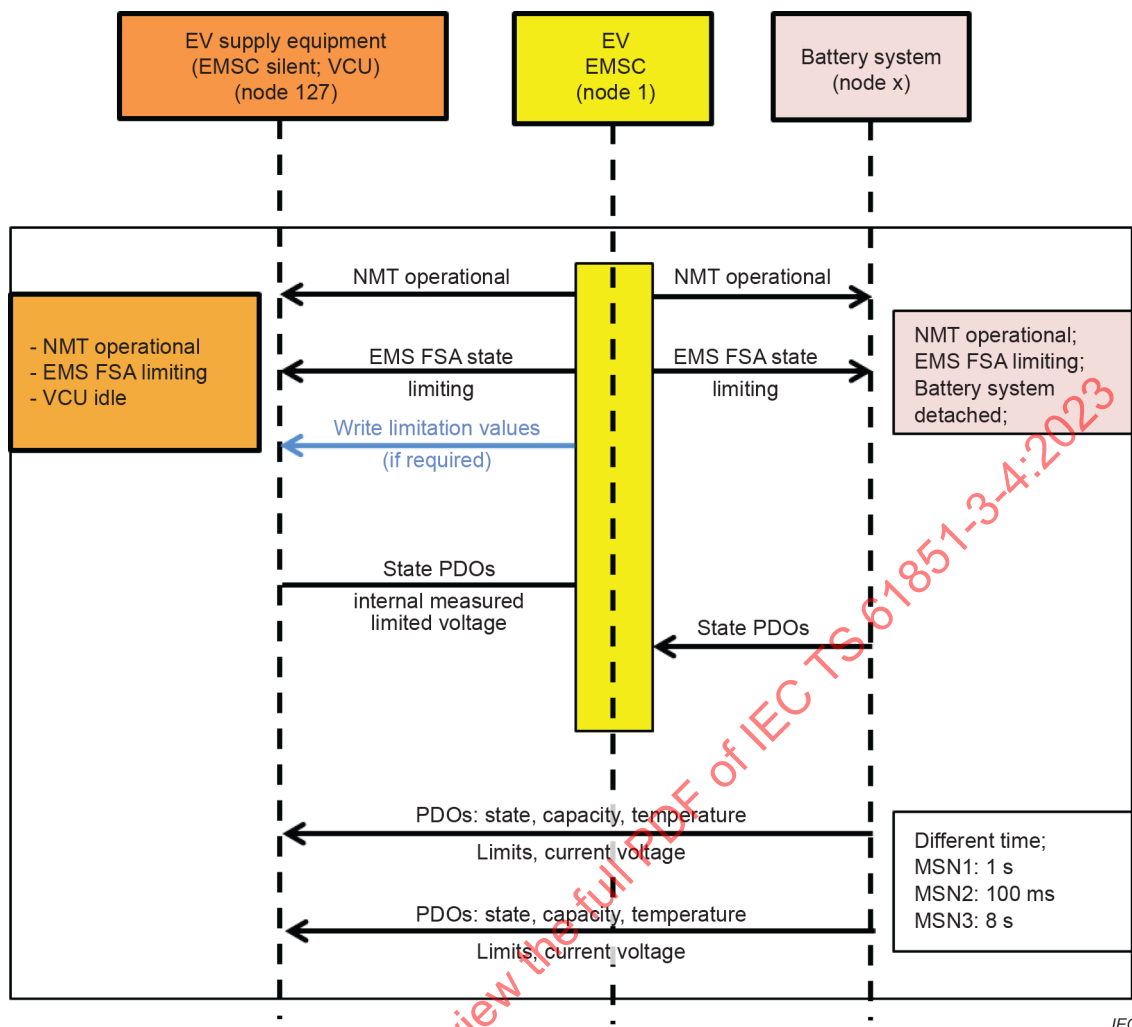 EV supply equipment
(EMSC silent; VCU)
(node 127)
EV
EMSC
(node 1)
Battery system
(node x)
NMT operational
NMT operational
- NMT operational
- EMS FSA limiting
- VCU idle
EMS FSA state
limiting
EMS FSA state
limiting
NMT operational;
EMS FSA limiting;
Battery system
detached;
Write limitation values
(if required)
State PDOs
internal measured
limited voltage
State PDOs
PDOs: state, capacity, temperature
Limits, current voltage
Different time;
MSN1: 1 s
MSN2: 100 ms
MSN3: 8 s
PDOs: state, capacity, temperature
Limits, current voltage
view the full PDF of IEC TS 61851-3-4:2023
IEC